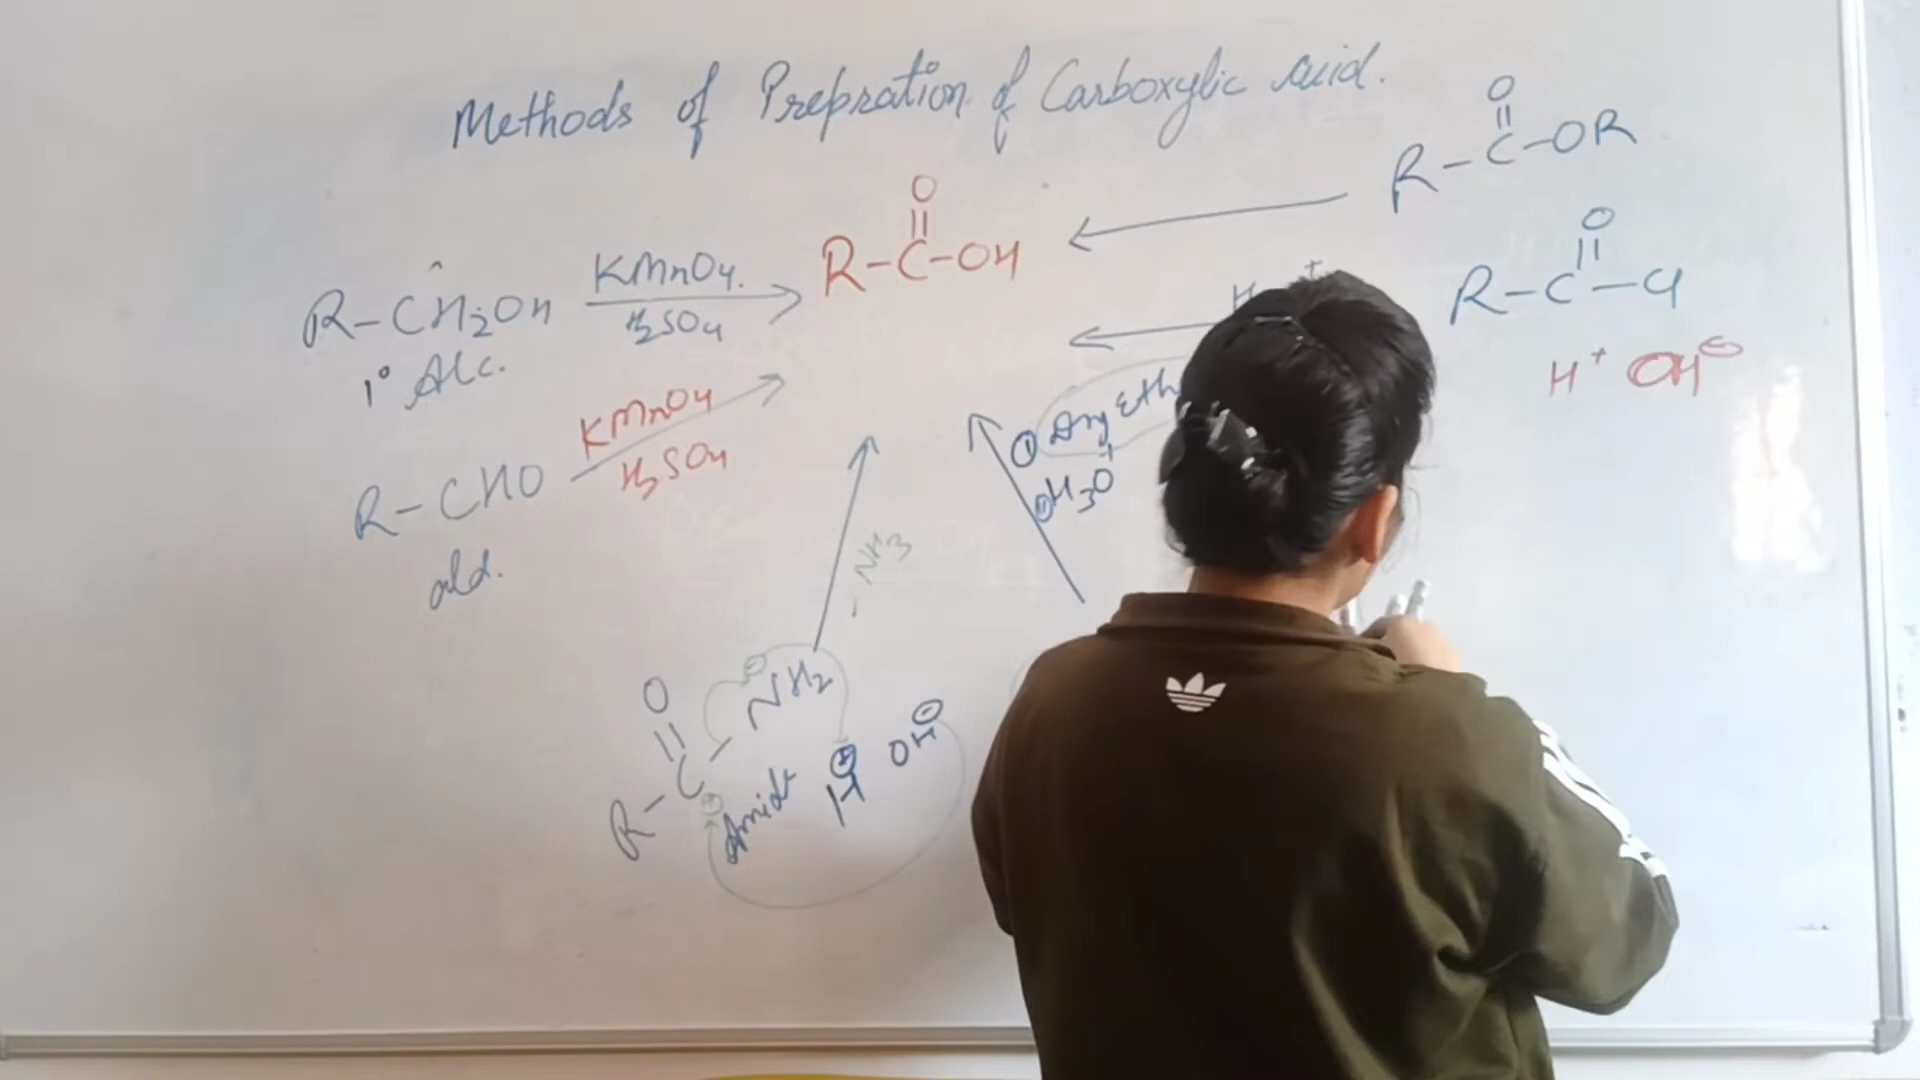 Methods of Prepration of Carboxylic acid.
O
R-C-OR
O
R-C-OH
R-CH2OH
KMnO4.
H2SO4
1° Alc.
O
R-C-Cl
H+ OH⊖
R-CHO
KMnO4
H2SO4
ald.
① Dry Eth
H3O+
- NH3
O
R-C-NH2
Amide
H⊕ OH⊖